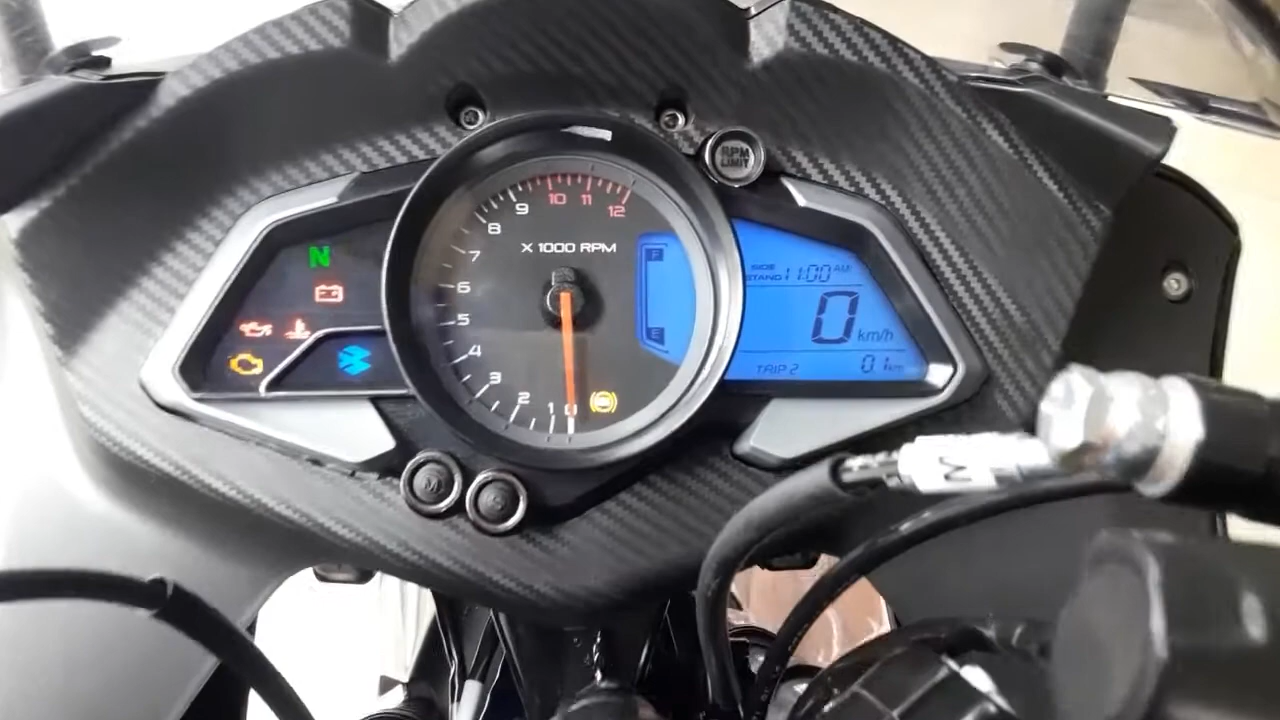 RPM
LIMIT
9 10 11 12
8
7
6
5
4
3
2
1 0
X 1000 RPM
N
F
E
SIDE
STAND 11:00 AM
0 km/h
TRIP 2 0.1 km
M
S